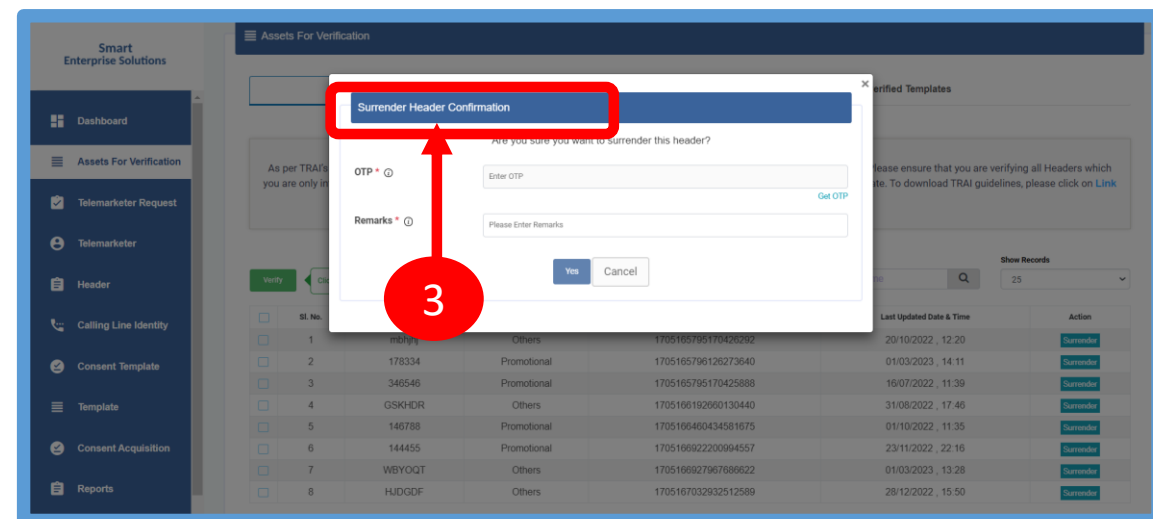 Smart
Enterprise Solutions
Dashboard
Assets For Verification
Telemarketer Request
Telemarketer
Header
Calling Line Identity
Consent Template
Template
Consent Acquisition
Reports
Assets For Verification
erified Templates
As per TRAI's
lease ensure that you are verifying all Headers which
you are only in
ate. To download TRAI guidelines, please click on Link
×
Surrender Header Confirmation
Are you sure you want to surrender this header?
OTP *
Enter OTP
Get OTP
Remarks *
Please Enter Remarks
Yes Cancel
3
Verify
Show Records
25
Sl. No. Last Updated Date & Time Action
1 mbhjhj Others 1705165795170426292 20/10/2022 , 12:20 Surrender
2 178334 Promotional 1705165796126273640 01/03/2023 , 14:11 Surrender
3 346546 Promotional 1705165795170425888 16/07/2022 , 11:39 Surrender
4 GSKHDR Others 1705166192660130440 31/08/2022 , 17:46 Surrender
5 146788 Promotional 1705166460434581675 01/10/2022 , 11:35 Surrender
6 144455 Promotional 1705166922200994557 23/11/2022 , 22:16 Surrender
7 WBYOQT Others 1705166927967686622 01/03/2023 , 13:28 Surrender
8 HJDGDF Others 1705167032932512589 28/12/2022 , 15:50 Surrender